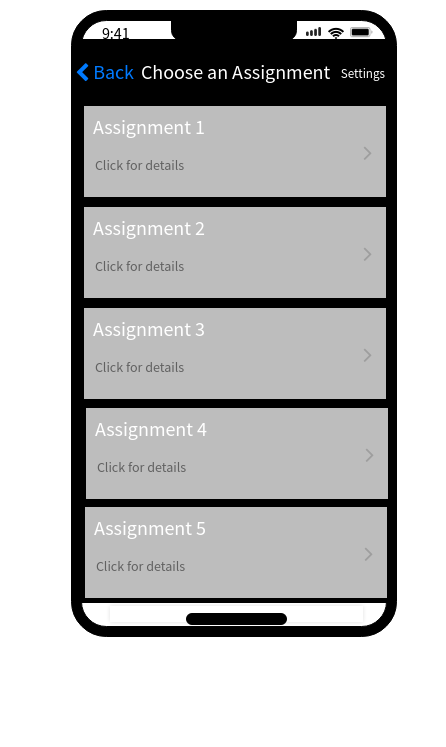 9:41
Back Choose an Assignment Settings
Assignment 1
Click for details
Assignment 2
Click for details
Assignment 3
Click for details
Assignment 4
Click for details
Assignment 5
Click for details